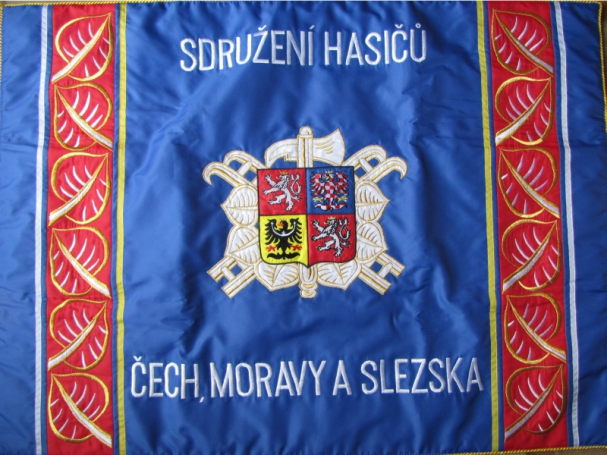 SDRUŽENÍ HASIČŮ
ČECH, MORAVY A SLEZSKA